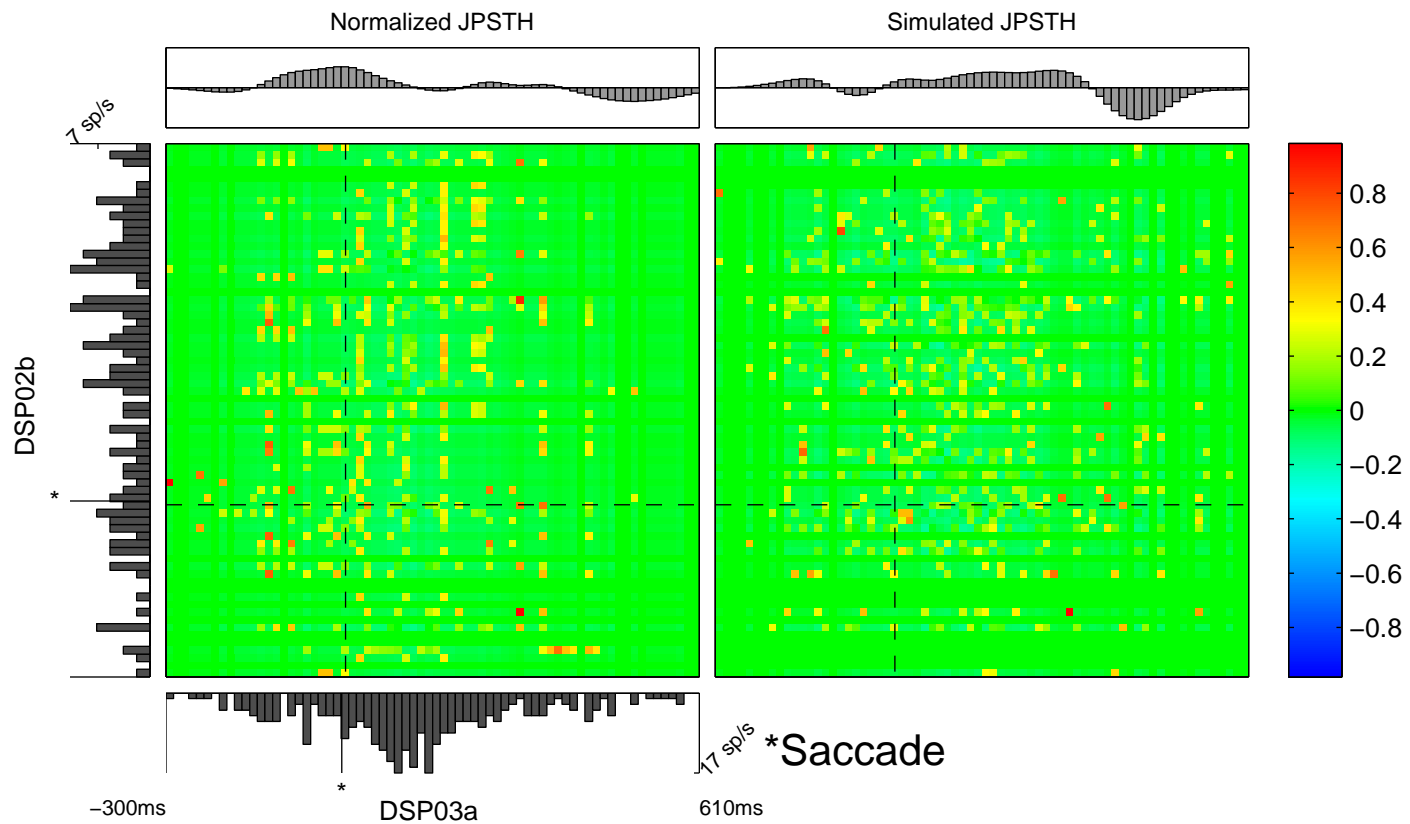 Normalized JPSTH
Simulated JPSTH
7 sp/s
DSP02b
*
0.8
0.6
0.4
0.2
0
−0.2
−0.4
−0.6
−0.8
17 sp/s
*Saccade
*
−300ms
DSP03a
610ms